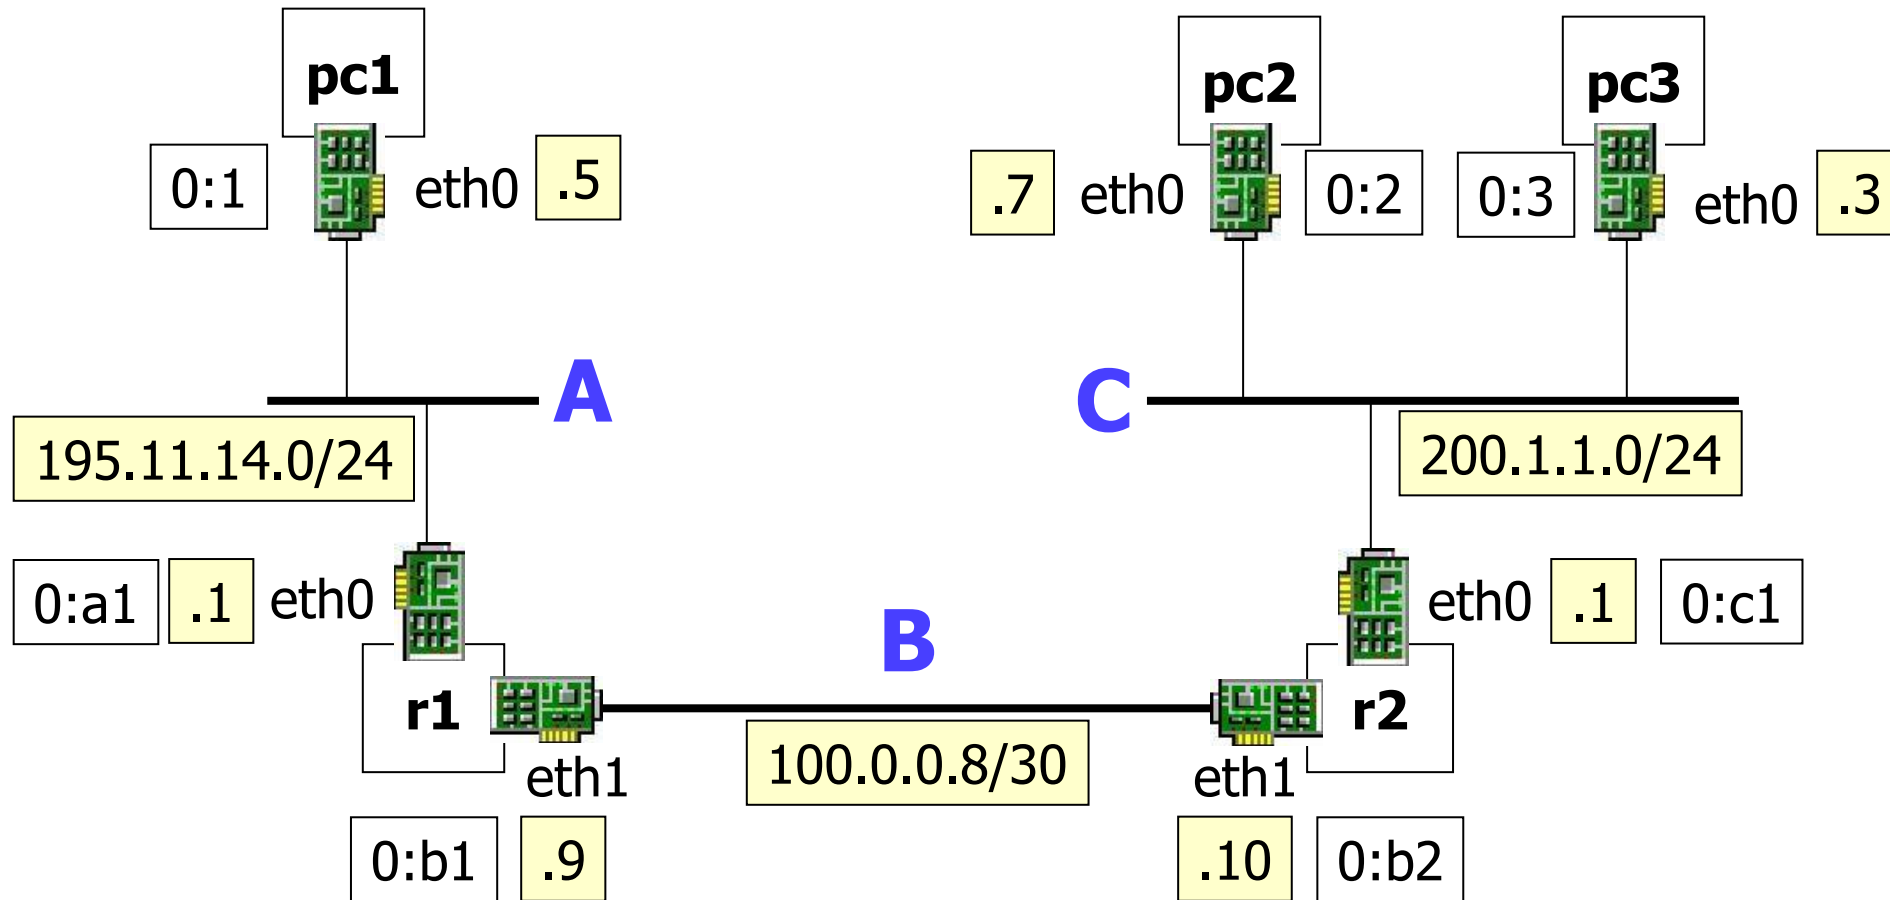 pc1
0:1
eth0
.5
pc2
.7
eth0
0:2
pc3
0:3
eth0
.3
A
195.11.14.0/24
C
200.1.1.0/24
0:a1
.1
eth0
r1
eth1
0:b1
.9
B
100.0.0.8/30
eth0
.1
0:c1
r2
eth1
.10
0:b2